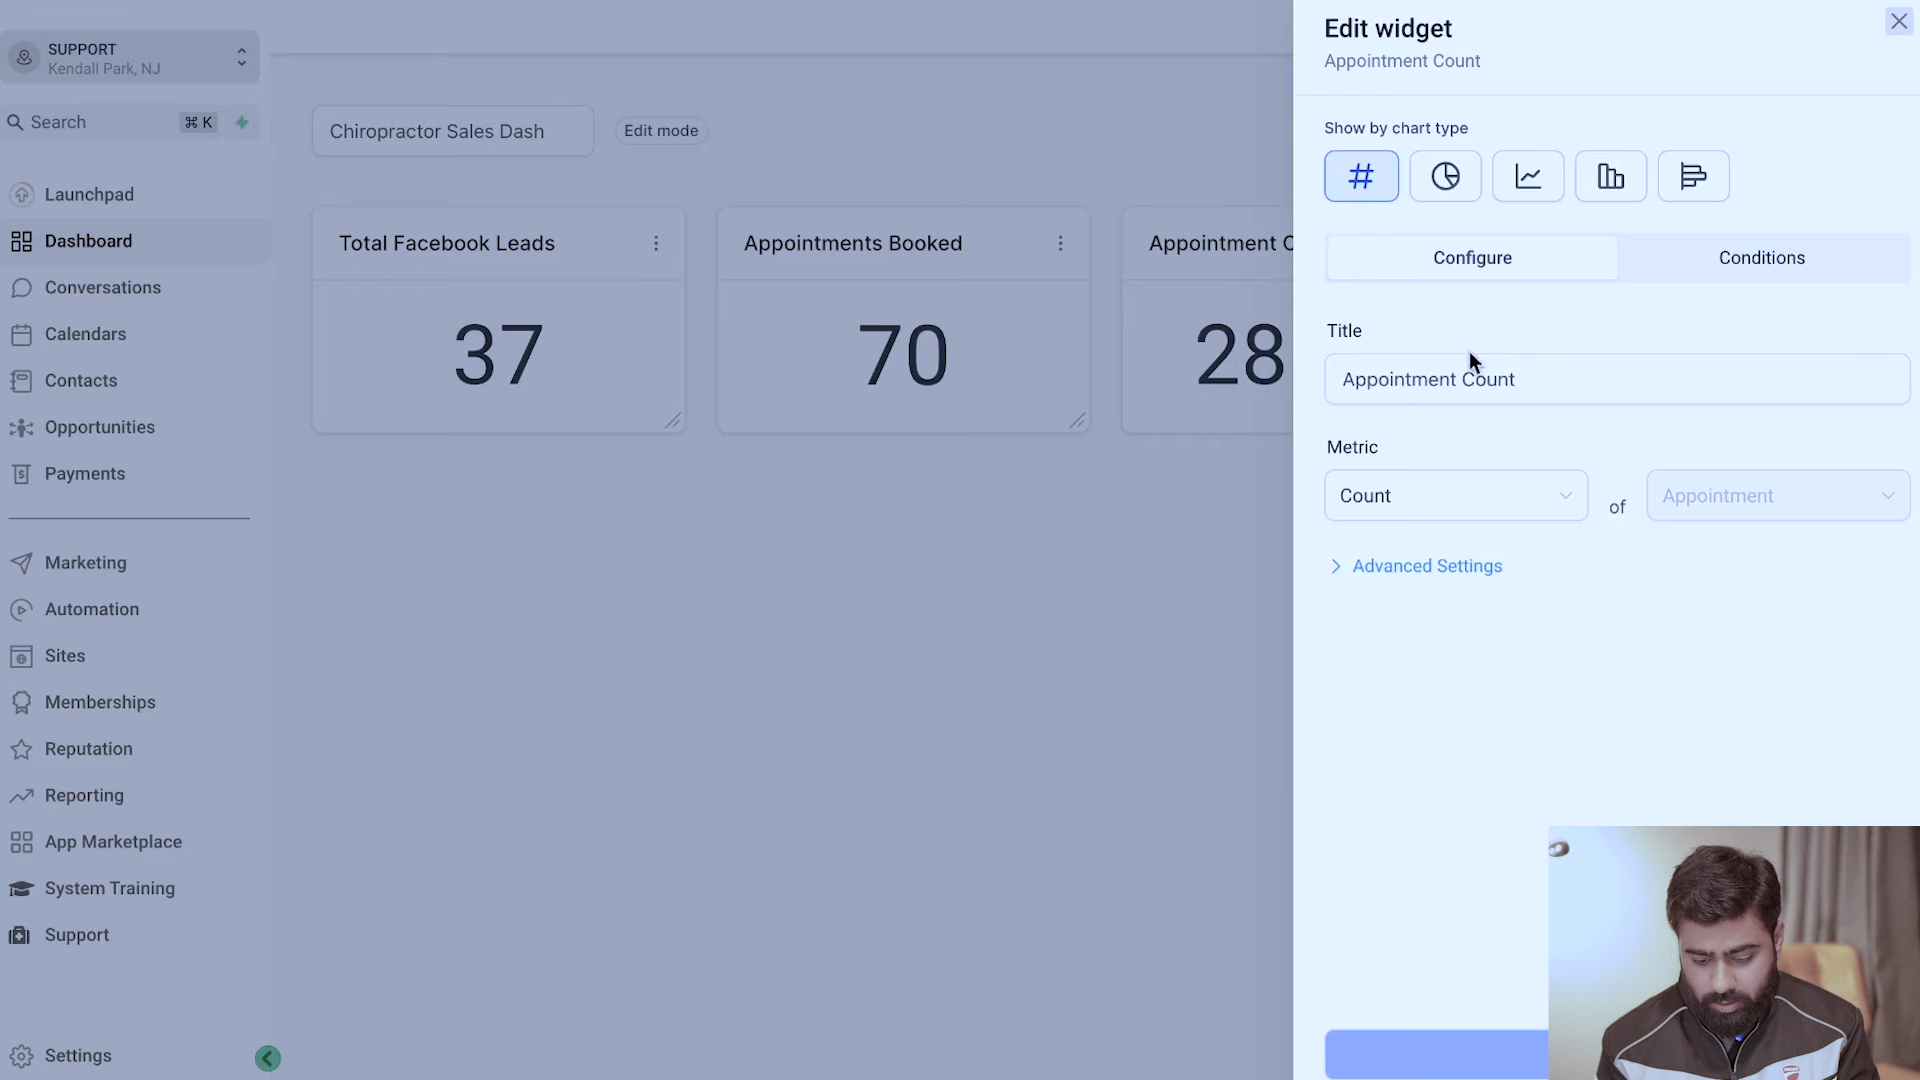 SUPPORT
Kendall Park, NJ
Search
⌘ K
Launchpad
Dashboard
Conversations
Calendars
Contacts
Opportunities
Payments
Marketing
Automation
Sites
Memberships
Reputation
Reporting
App Marketplace
System Training
Support
Settings
Chiropractor Sales Dash
Edit mode
Total Facebook Leads
37
Appointments Booked
70
Appointment C
28
Edit widget
Appointment Count
Show by chart type
Configure
Conditions
Title
Appointment Count
Metric
Count
of
Appointment
Advanced Settings